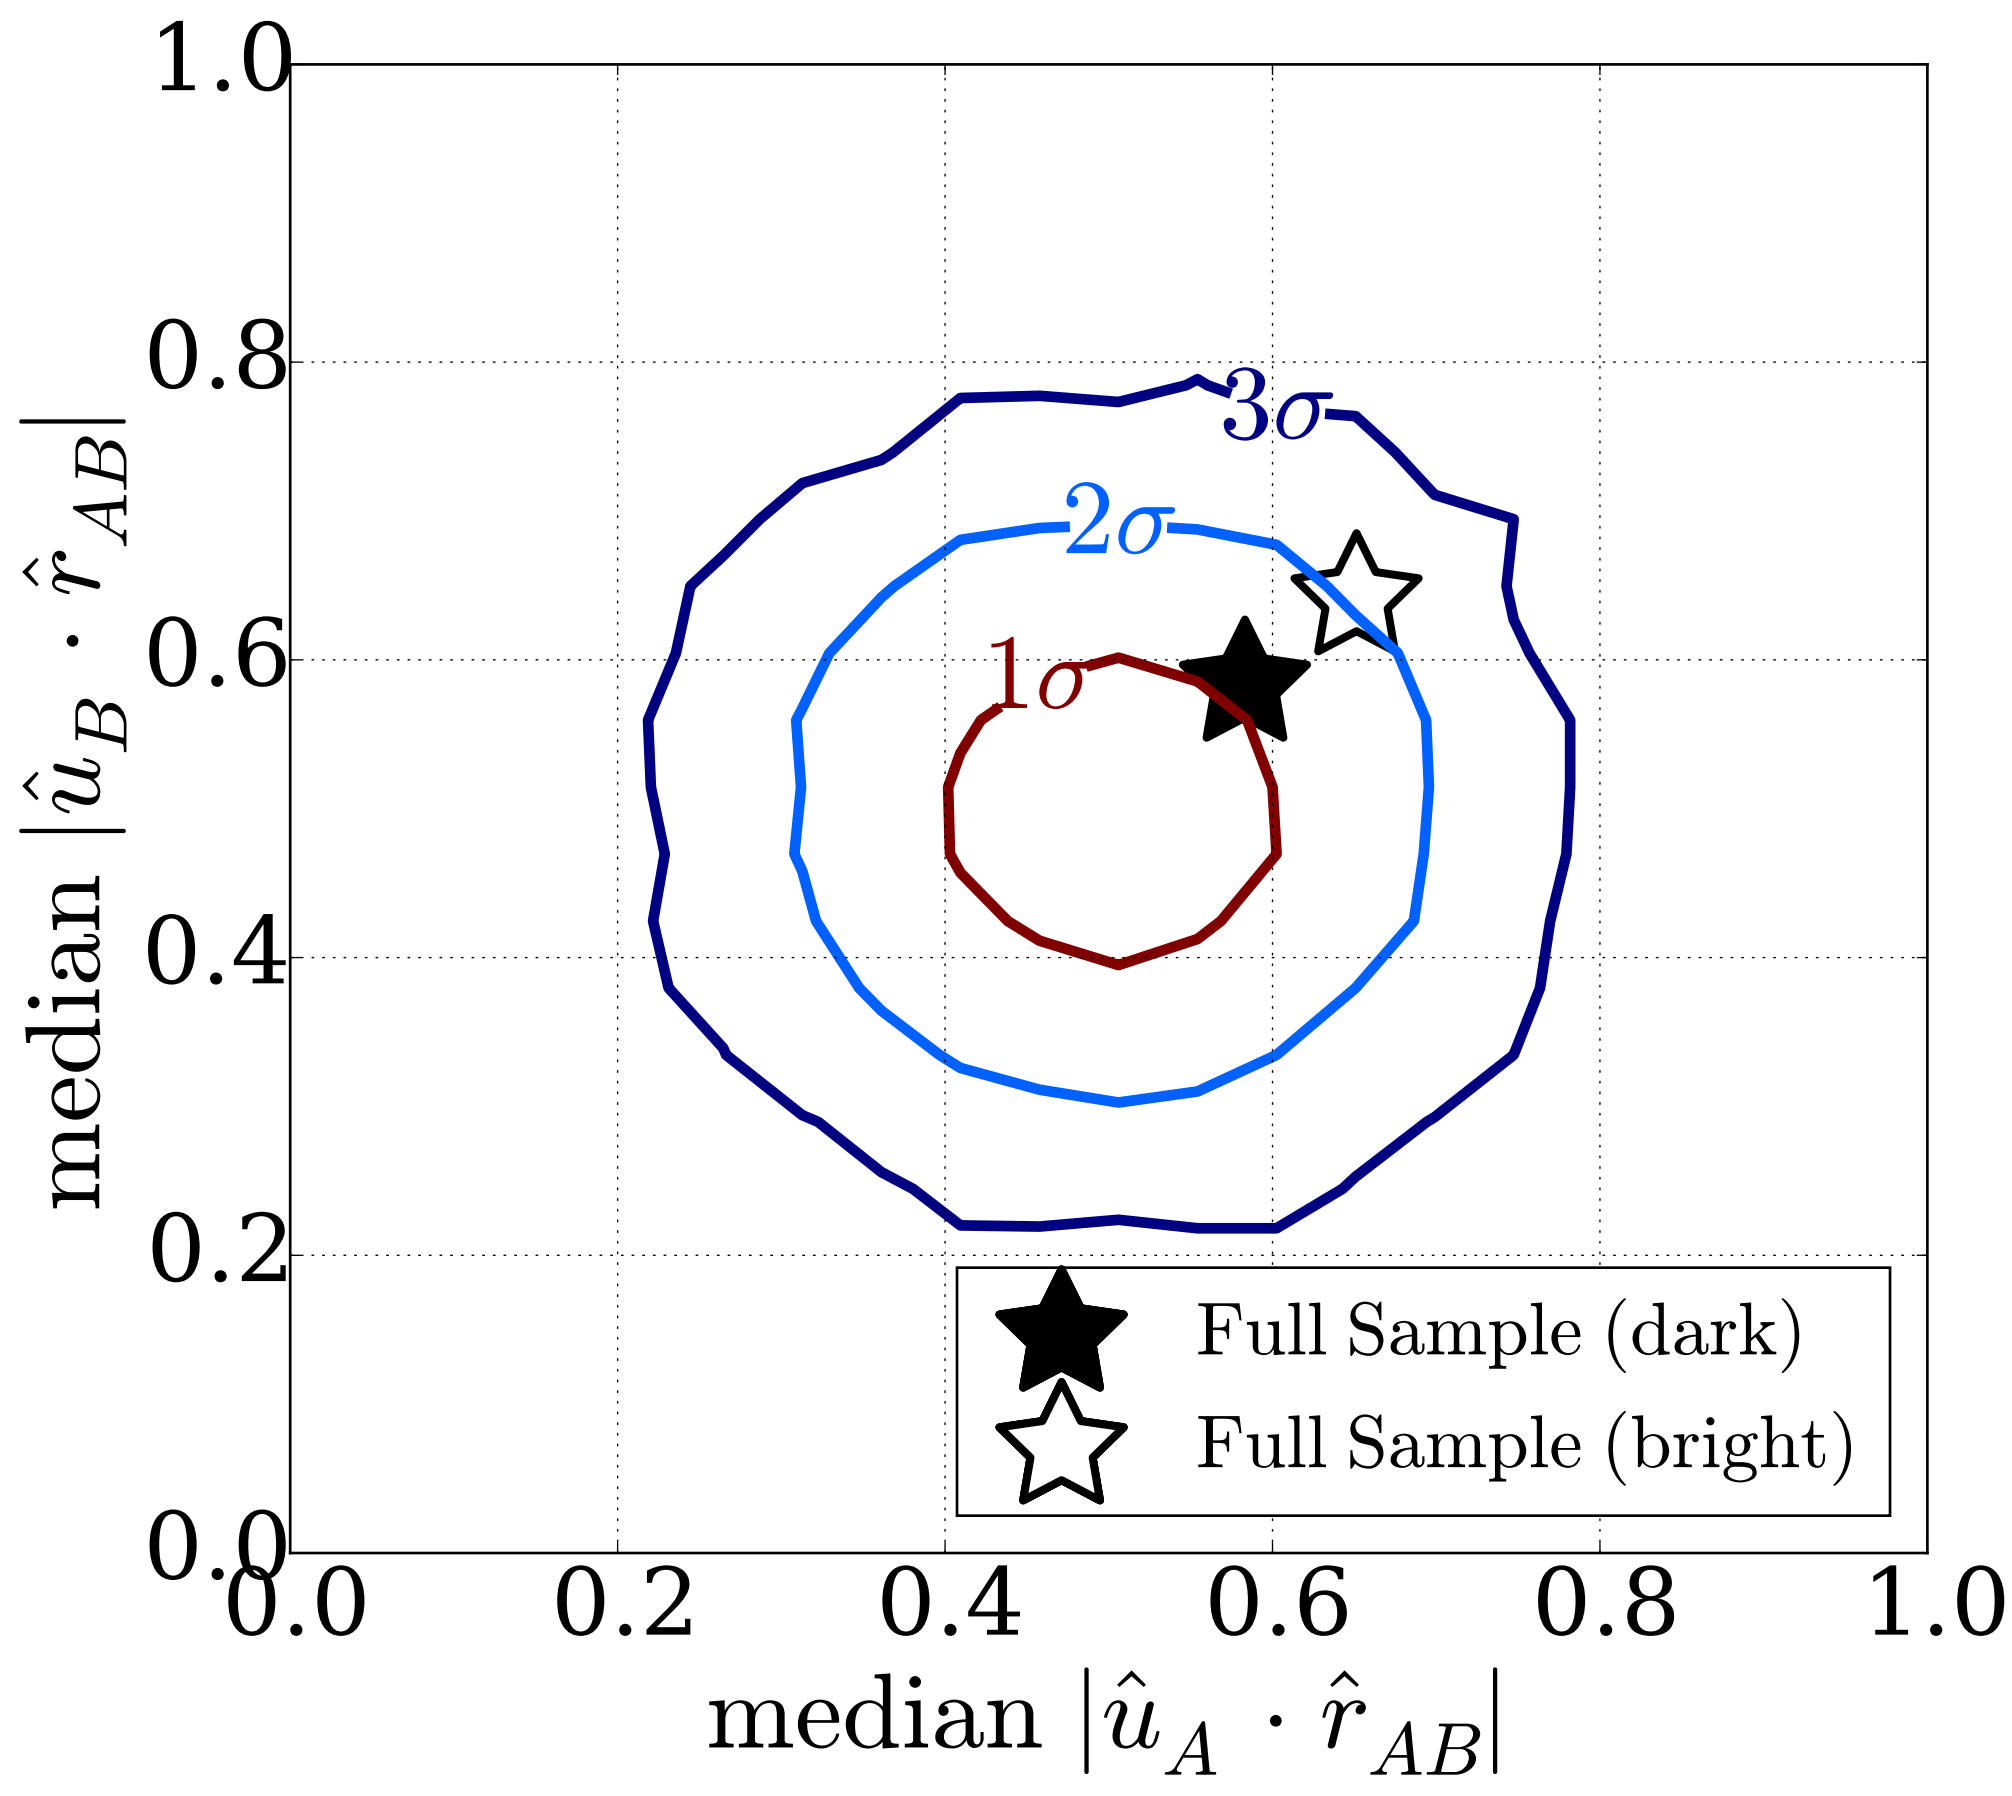 1.0
0.8
0.6
0.4
0.2
0.0
median |û_B · r̂_AB|
3σ
2σ
1σ
Full Sample (dark)
Full Sample (bright)
0.0 0.2 0.4 0.6 0.8 1.0
median |û_A · r̂_AB|